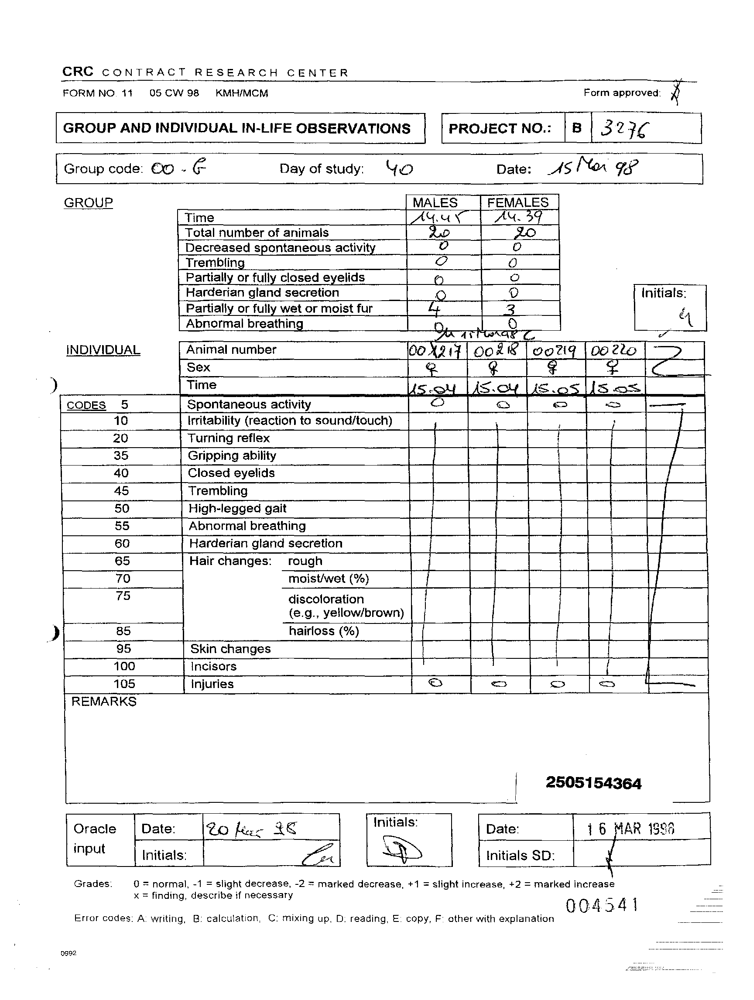 CRC CONTRACT RESEARCH CENTER
FORM NO. 11 05 CW 98 KMH/MCM Form approved:
GROUP AND INDIVIDUAL IN-LIFE OBSERVATIONS PROJECT NO.: B 3276
Group code: 00 - G Day of study: 40 Date: 15 Mar 98
GROUP MALES FEMALES
Time 14.45 14.39
Total number of animals 20 20
Decreased spontaneous activity 0 0
Trembling 0 0
Partially or fully closed eyelids 0 0
Harderian gland secretion 0 0 Initials:
Partially or fully wet or moist fur 4 3
Abnormal breathing 0 0
15 Mar 98 C
INDIVIDUAL Animal number 00217 00218 00219 00220
Sex ♀ ♀ ♀ ♀
Time 15.04 15.04 15.05 15.05
CODES 5 Spontaneous activity 0 0 0 0
10 Irritability (reaction to sound/touch)
20 Turning reflex
35 Gripping ability
40 Closed eyelids
45 Trembling
50 High-legged gait
55 Abnormal breathing
60 Harderian gland secretion
65 Hair changes: rough
70 moist/wet (%)
75 discoloration
(e.g., yellow/brown)
85 hairloss (%)
95 Skin changes
100 Incisors
105 Injuries 0 0 0 0
REMARKS
2505154364
Oracle Date: 20 Mar 98 Initials: Date: 16 MAR 1998
input Initials: Initials SD:
Grades: 0 = normal, -1 = slight decrease, -2 = marked decrease, +1 = slight increase, +2 = marked increase
x = finding, describe if necessary
004541
Error codes: A: writing, B: calculation, C: mixing up, D: reading, E: copy, F: other with explanation
0992